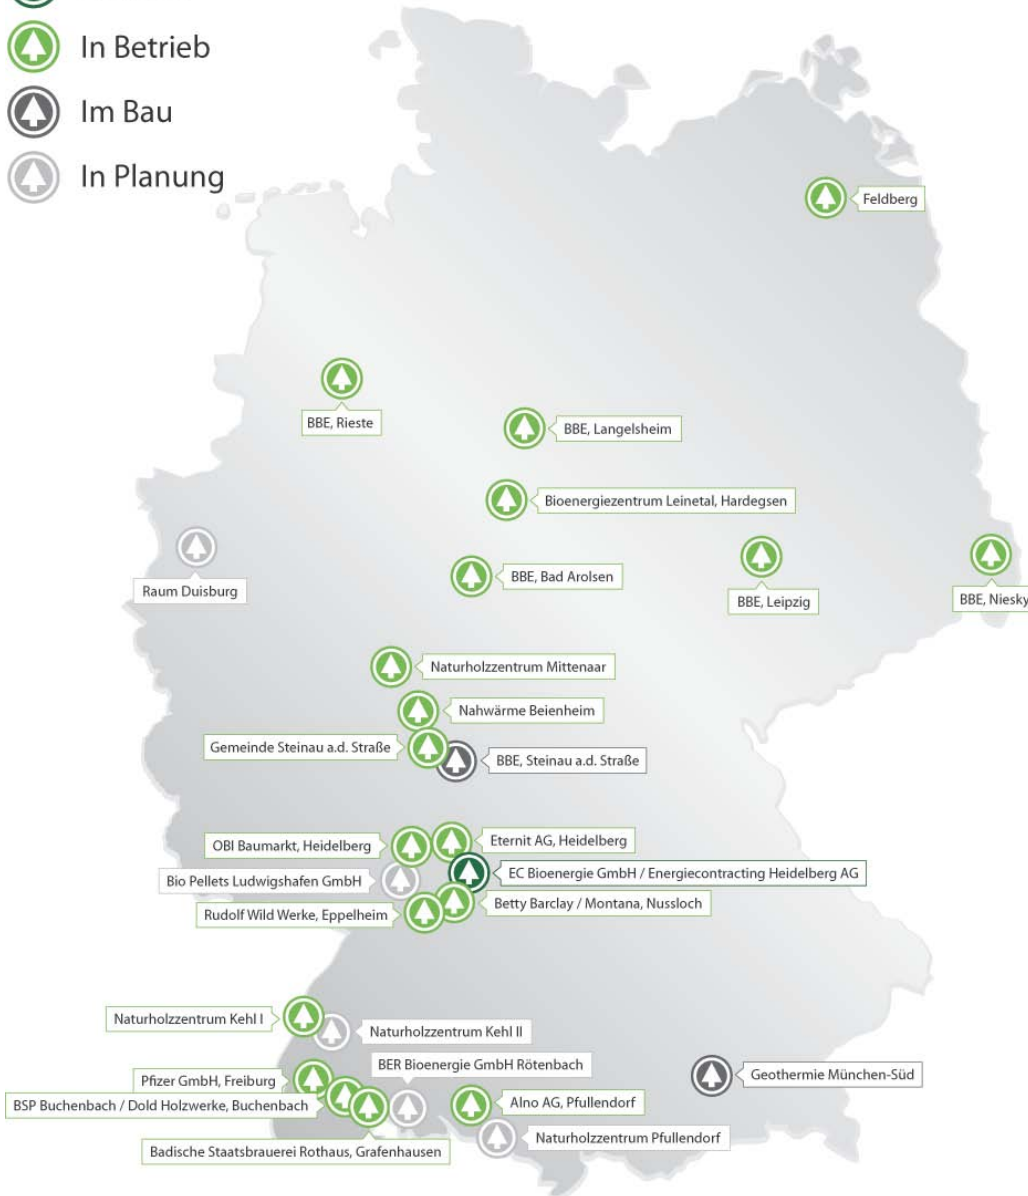 In Betrieb
Im Bau
In Planung
Feldberg
BBE, Rieste
BBE, Langelsheim
Bioenergiezentrum Leinetal, Hardegsen
Raum Duisburg
BBE, Bad Arolsen
BBE, Leipzig
BBE, Niesky
Naturholzzentrum Mittenaar
Nahwärme Beienheim
Gemeinde Steinau a.d. Straße
BBE, Steinau a.d. Straße
OBI Baumarkt, Heidelberg
Eternit AG, Heidelberg
Bio Pellets Ludwigshafen GmbH
EC Bioenergie GmbH / Energiecontracting Heidelberg AG
Rudolf Wild Werke, Eppelheim
Betty Barclay / Montana, Nussloch
Naturholzzentrum Kehl I
Naturholzzentrum Kehl II
BER Bioenergie GmbH Rötenbach
Pfizer GmbH, Freiburg
Geothermie München-Süd
BSP Buchenbach / Dold Holzwerke, Buchenbach
Alno AG, Pfullendorf
Badische Staatsbrauerei Rothaus, Grafenhausen
Naturholzzentrum Pfullendorf